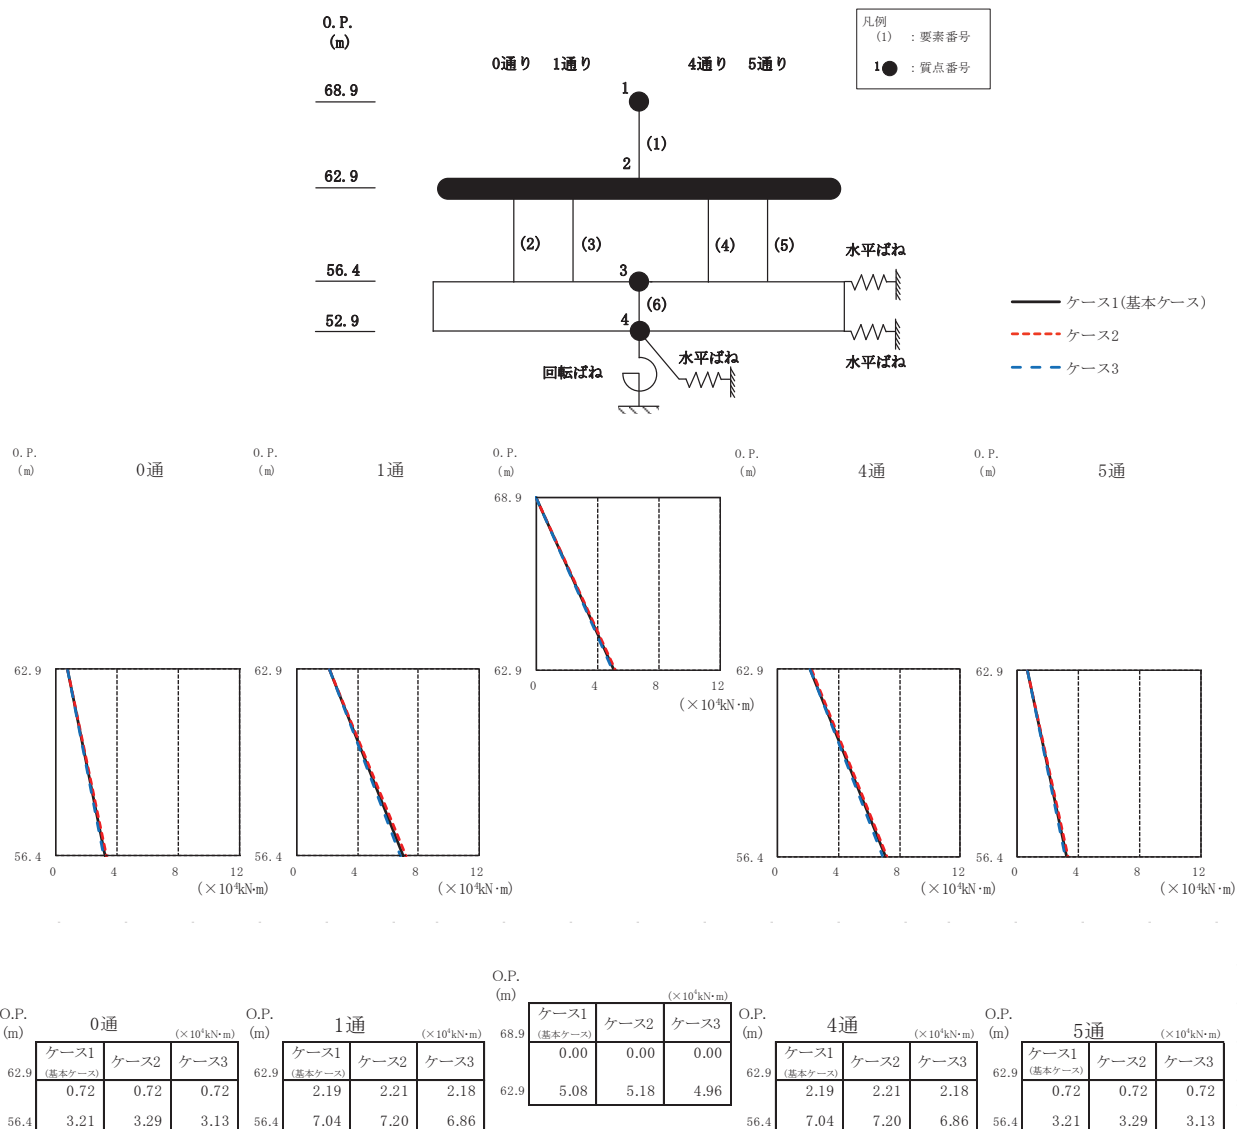 O.P.
(m)
凡例
(1) : 要素番号
1 : 質点番号
0通り 1通り 4通り 5通り
68.9
1
(1)
2
62.9
(2) (3) (4) (5)
水平ばね
56.4
3
(6)
52.9
4
水平ばね
水平ばね
回転ばね
ケース1(基本ケース)
ケース2
ケース3
O.P.
(m)
0通
O.P.
(m)
1通
O.P.
(m)
O.P.
(m)
4通
O.P.
(m)
5通
68.9
62.9
0 4 8 12
(×10⁴kN·m)
62.9
56.4
0 4 8 12
(×10⁴kN·m)
62.9
56.4
0 4 8 12
(×10⁴kN·m)
62.9
56.4
0 4 8 12
(×10⁴kN·m)
62.9
56.4
0 4 8 12
(×10⁴kN·m)
O.P.
(m)
(×10⁴kN·m)
68.9
ケース1
(基本ケース)
ケース2 ケース3
0.00 0.00 0.00
62.9 5.08 5.18 4.96
O.P.
(m)
0通
(×10⁴kN·m)
ケース1
(基本ケース)
ケース2 ケース3
62.9
0.72 0.72 0.72
56.4 3.21 3.29 3.13
O.P.
(m)
1通
(×10⁴kN·m)
ケース1
(基本ケース)
ケース2 ケース3
62.9
2.19 2.21 2.18
56.4 7.04 7.20 6.86
O.P.
(m)
4通
(×10⁴kN·m)
ケース1
(基本ケース)
ケース2 ケース3
62.9
2.19 2.21 2.18
56.4 7.04 7.20 6.86
O.P.
(m)
5通
(×10⁴kN·m)
ケース1
(基本ケース)
ケース2 ケース3
62.9
0.72 0.72 0.72
56.4 3.21 3.29 3.13